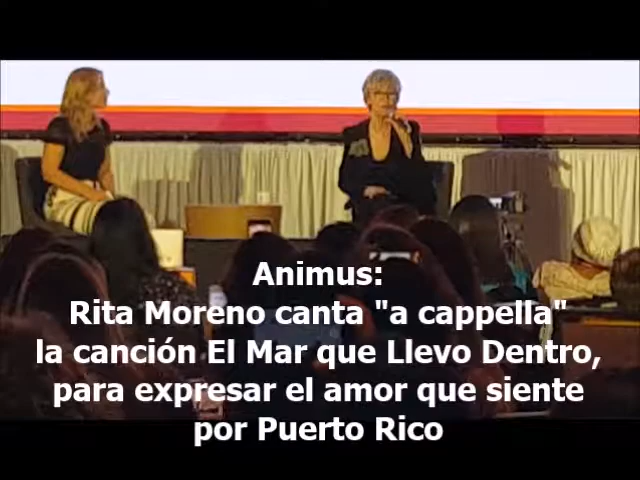 Animus:
Rita Moreno canta "a cappella"
la canción El Mar que Llevo Dentro,
para expresar el amor que siente
por Puerto Rico